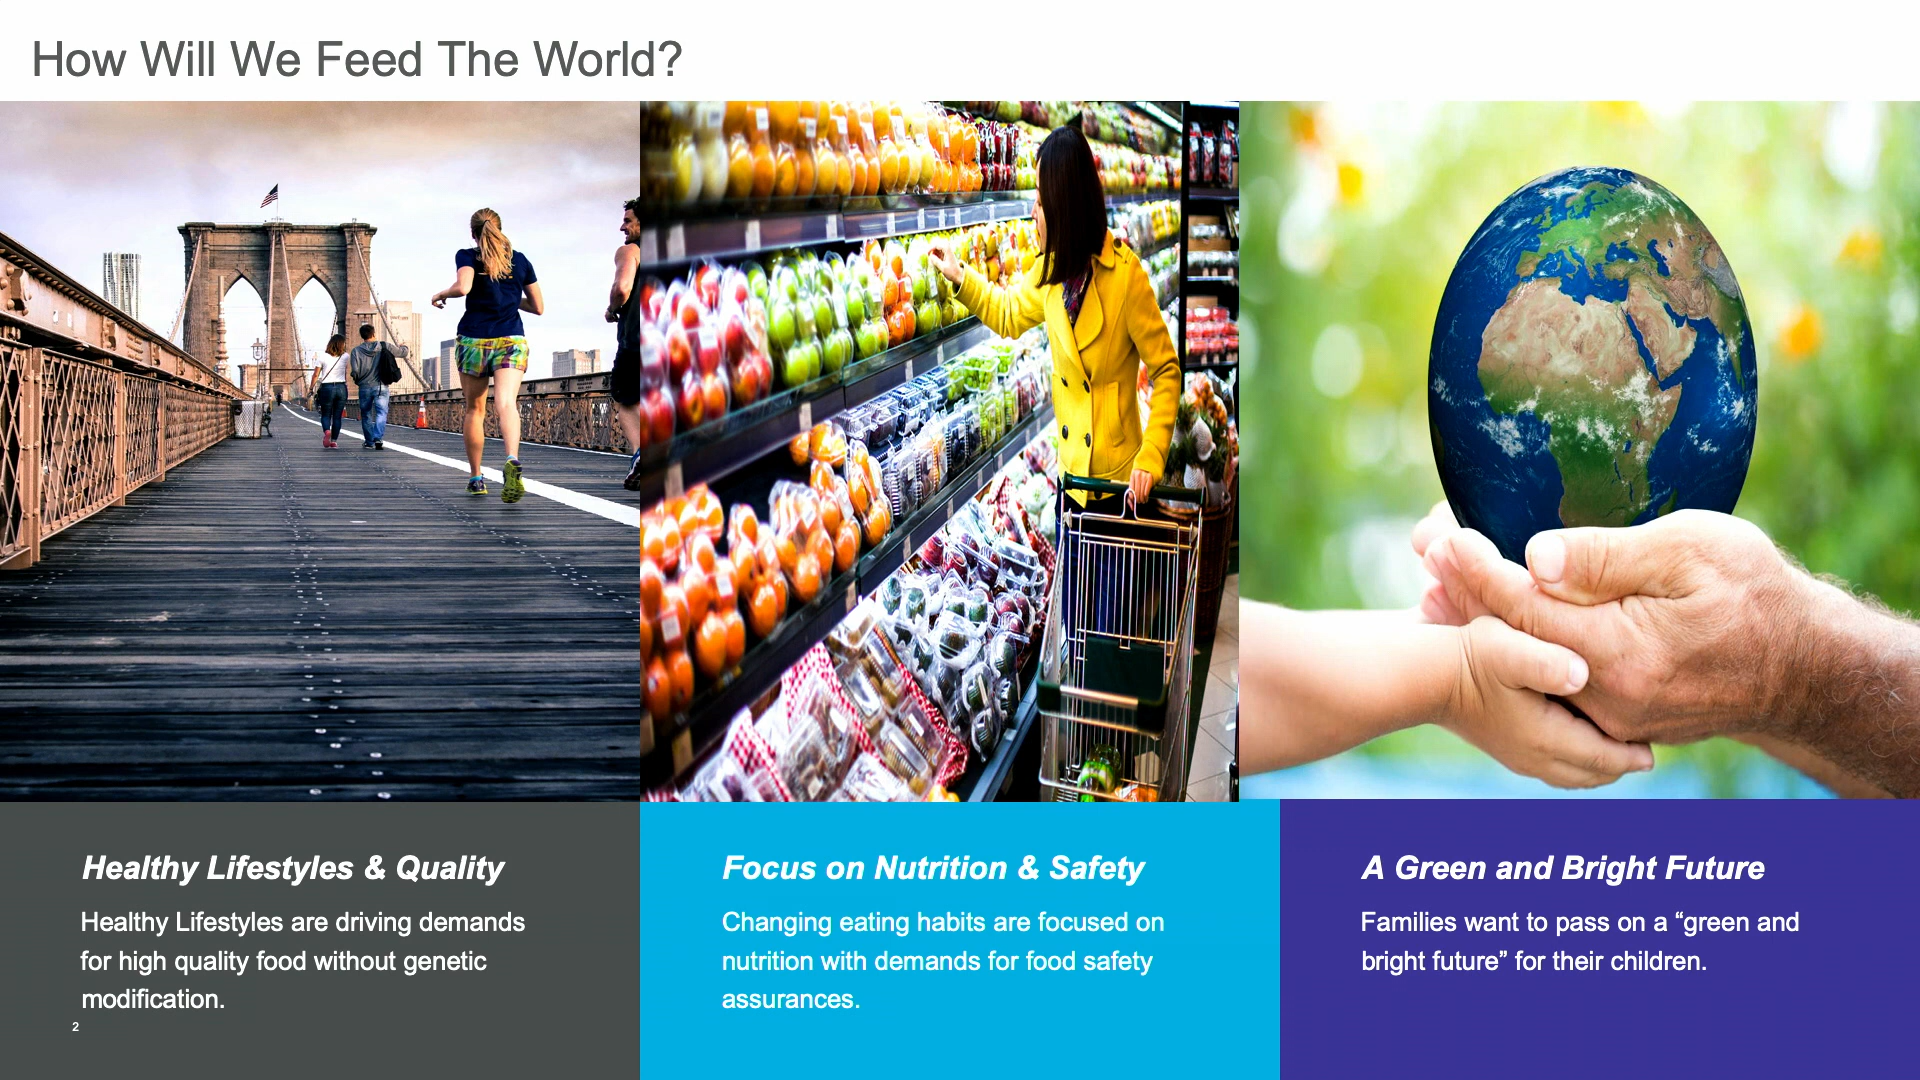 How Will We Feed The World?
Healthy Lifestyles & Quality
Healthy Lifestyles are driving demands
for high quality food without genetic
modification.
2
Focus on Nutrition & Safety
Changing eating habits are focused on
nutrition with demands for food safety
assurances.
A Green and Bright Future
Families want to pass on a “green and
bright future” for their children.